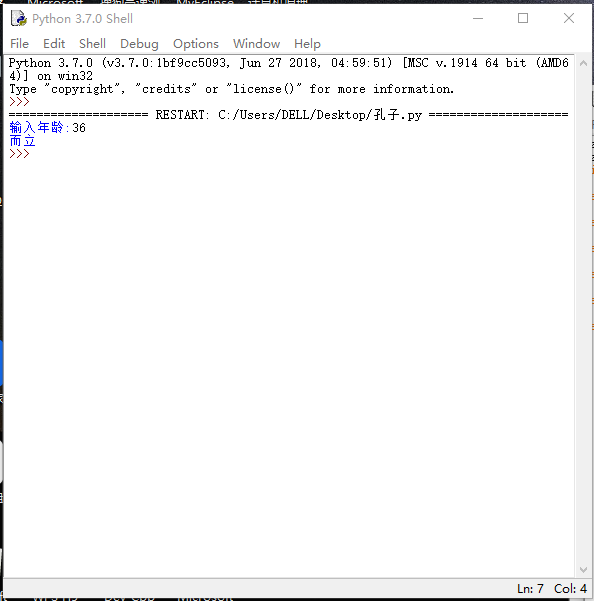 Python 3.7.0 Shell
File Edit Shell Debug Options Window Help
Python 3.7.0 (v3.7.0:1bf9cc5093, Jun 27 2018, 04:59:51) [MSC v.1914 64 bit (AMD6
4)] on win32
Type "copyright", "credits" or "license()" for more information.
>>>
==================== RESTART: C:/Users/DELL/Desktop/孔子.py ====================
输入年龄:36
而立
>>>
Ln: 7 Col: 4